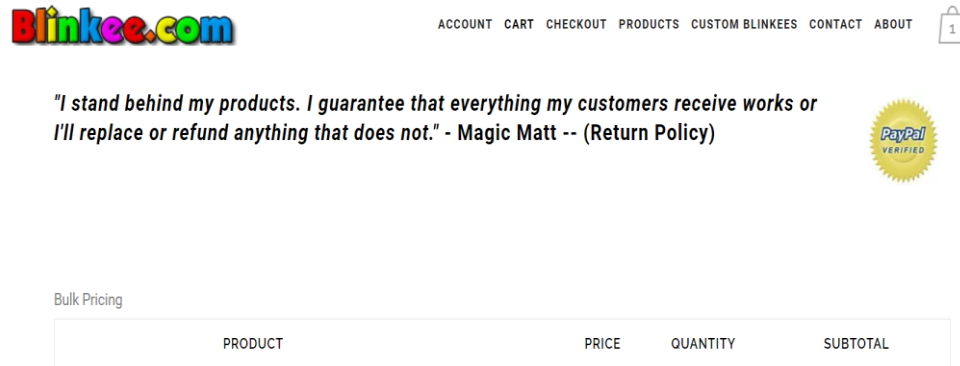 Blinkee.com
ACCOUNT CART CHECKOUT PRODUCTS CUSTOM BLINKEES CONTACT ABOUT
1
"I stand behind my products. I guarantee that everything my customers receive works or
I'll replace or refund anything that does not." - Magic Matt -- (Return Policy)
PayPal
VERIFIED
Bulk Pricing
PRODUCT PRICE QUANTITY SUBTOTAL